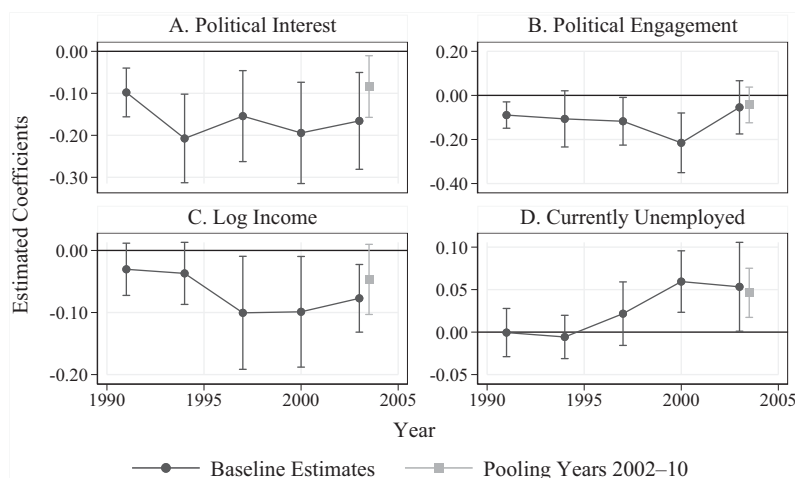 A. Political Interest
B. Political Engagement
0.00
-0.10
-0.20
-0.30
0.20
0.00
-0.20
-0.40
C. Log Income
D. Currently Unemployed
0.00
-0.10
-0.20
0.10
0.05
0.00
-0.05
1990 1995 2000 2005
1990 1995 2000 2005
Estimated Coefficients
Year
Baseline Estimates Pooling Years 2002–10